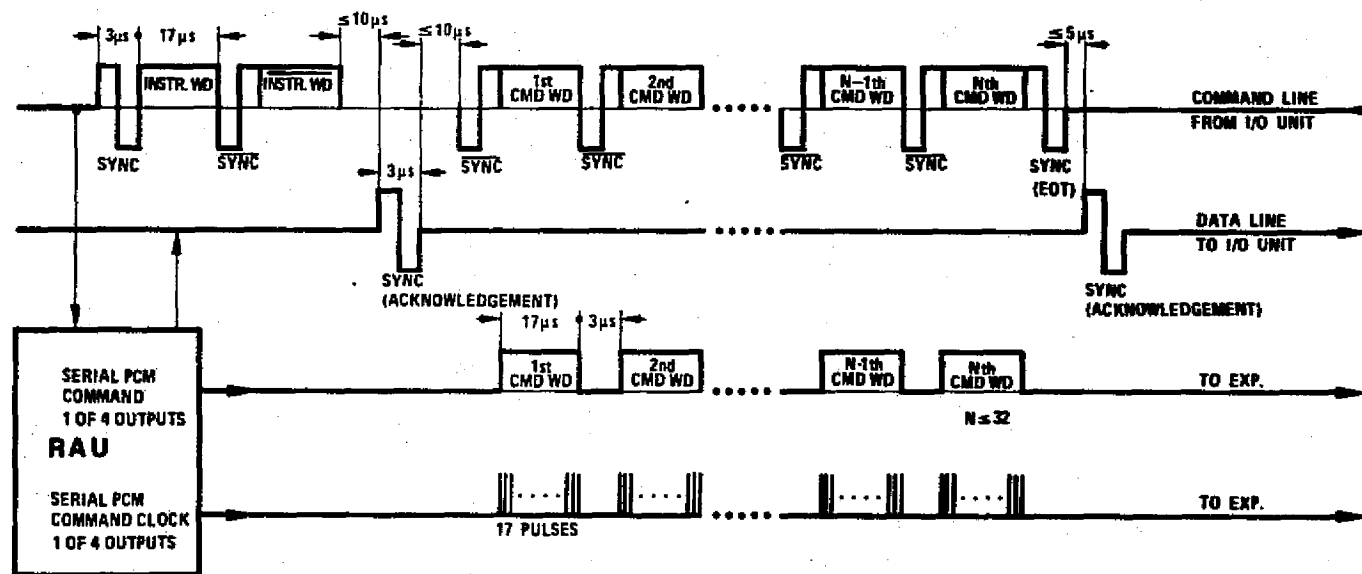 ≤10μs
3μs 17μs ≤10μs ≤5μs
INSTR. WD INSTR. WD 1st CMD WD 2nd CMD WD N-1th CMD WD Nth CMD WD
COMMAND LINE
FROM I/O UNIT
SYNC SYNC SYNC SYNC SYNC SYNC SYNC
(EOT)
3μs
DATA LINE
TO I/O UNIT
SYNC
(ACKNOWLEDGEMENT)
SYNC
(ACKNOWLEDGEMENT)
17μs 3μs
1st CMD WD 2nd CMD WD N-1th CMD WD Nth CMD WD
TO EXP.
N≤32
SERIAL PCM
COMMAND
1 OF 4 OUTPUTS
RAU
SERIAL PCM
COMMAND CLOCK
1 OF 4 OUTPUTS
17 PULSES
TO EXP.